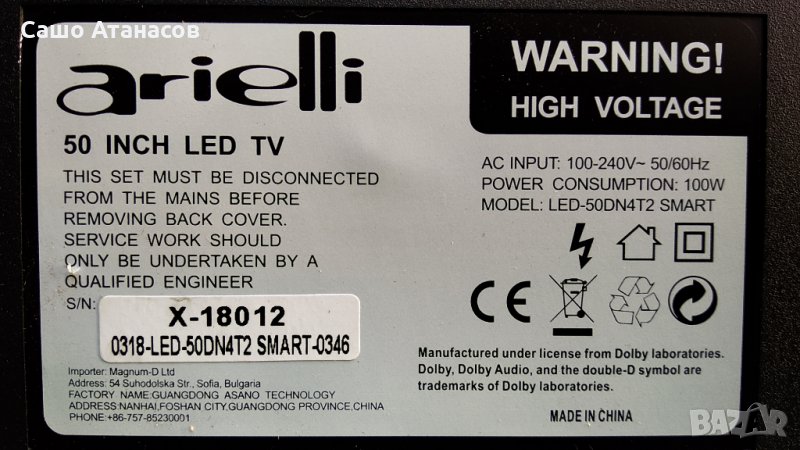 Сашо Атанасов
arielli
50 INCH LED TV
THIS SET MUST BE DISCONNECTED
FROM THE MAINS BEFORE
REMOVING BACK COVER.
SERVICE WORK SHOULD
ONLY BE UNDERTAKEN BY A
QUALIFIED ENGINEER
S/N:
X-18012
0318-LED-50DN4T2 SMART-0346
Importer: Magnum-D Ltd
Address: 54 Suhodolska Str., Sofia, Bulgaria
FACTORY NAME:GUANGDONG ASANO TECHNOLOGY
ADDRESS:NANHAI,FOSHAN CITY,GUANGDONG PROVINCE,CHINA
PHONE:+86-757-85230001
WARNING!
HIGH VOLTAGE
AC INPUT: 100-240V~ 50/60Hz
POWER CONSUMPTION: 100W
MODEL: LED-50DN4T2 SMART
CE
Manufactured under license from Dolby laboratories.
Dolby, Dolby Audio, and the double-D symbol are
trademarks of Dolby laboratories.
MADE IN CHINA
BAZAR